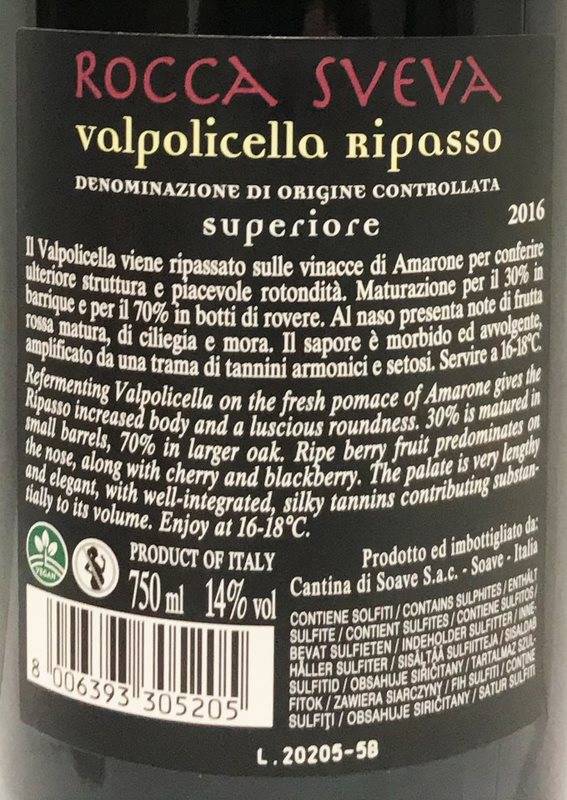 ROCCA SVEVA
valpolicella Ripasso
DENOMINAZIONE DI ORIGINE CONTROLLATA
superiore
2016
Il Valpolicella viene ripassato sulle vinacce di Amarone per conferire
ulteriore struttura e piacevole rotondità. Maturazione per il 30% in
barrique e per il 70% in botti di rovere. Al naso presenta note di frutta
rossa matura, di ciliegia e mora. Il sapore è morbido ed avvolgente,
amplificato da una trama di tannini armonici e setosi. Servire a 16-18°C.
Refermenting Valpolicella on the fresh pomace of Amarone gives the
Ripasso increased body and a luscious roundness. 30% is matured in
small barrels, 70% in larger oak. Ripe berry fruit predominates on
the nose, along with cherry and blackberry. The palate is very lengthy
and elegant, with well-integrated, silky tannins contributing substan-
tially to its volume. Enjoy at 16-18°C.
VEGAN
PRODUCT OF ITALY
750 ml 14% vol
Prodotto ed imbottigliato da:
Cantina di Soave S.a.c. - Soave - Italia
CONTIENE SOLFITI / CONTAINS SULPHITES / ENTHÄLT
SULFITE / CONTIENT SULFITES / CONTIENE SULFITOS /
BEVAT SULFIETEN / INDEHOLDER SULFITTER / INNE-
HÅLLER SULFITER / SISÄLTÄÄ SULFIITTEJA / SISALDAB
SULFITID / OBSAHUJE SIRIČITANY / TARTALMAZ SZUL-
FITOK / ZAWIERA SIARCZYNY / FIH SULFITI / CONTINE
SULFIŢI / OBSAHUJE SIRIČITANY / SATUR SULFITI
8 006393 305205
L.20205-58